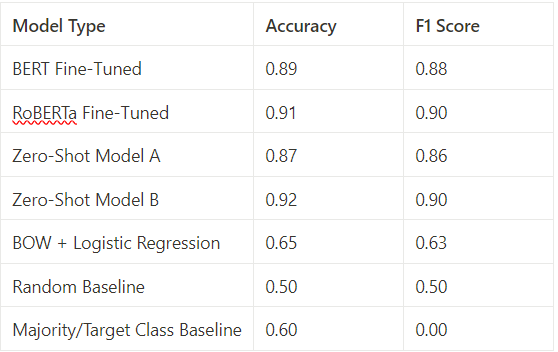 Model Type Accuracy F1 Score
BERT Fine-Tuned 0.89 0.88
RoBERTa Fine-Tuned 0.91 0.90
Zero-Shot Model A 0.87 0.86
Zero-Shot Model B 0.92 0.90
BOW + Logistic Regression 0.65 0.63
Random Baseline 0.50 0.50
Majority/Target Class Baseline 0.60 0.00